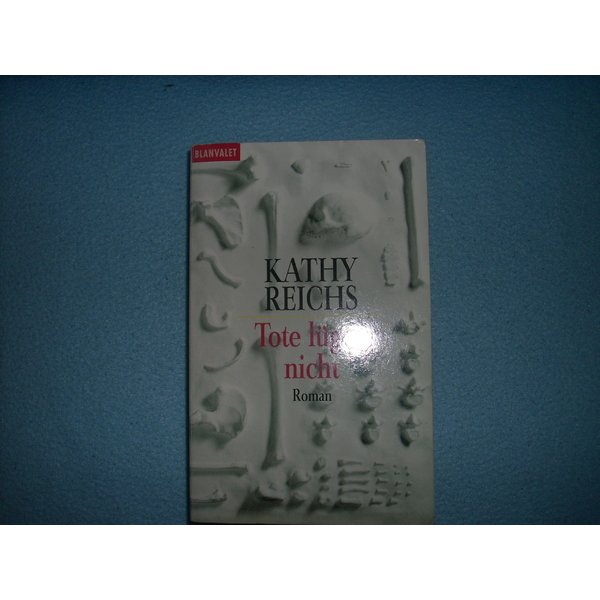 BLANVALET
KATHY
REICHS
Tote
nicht
Roman